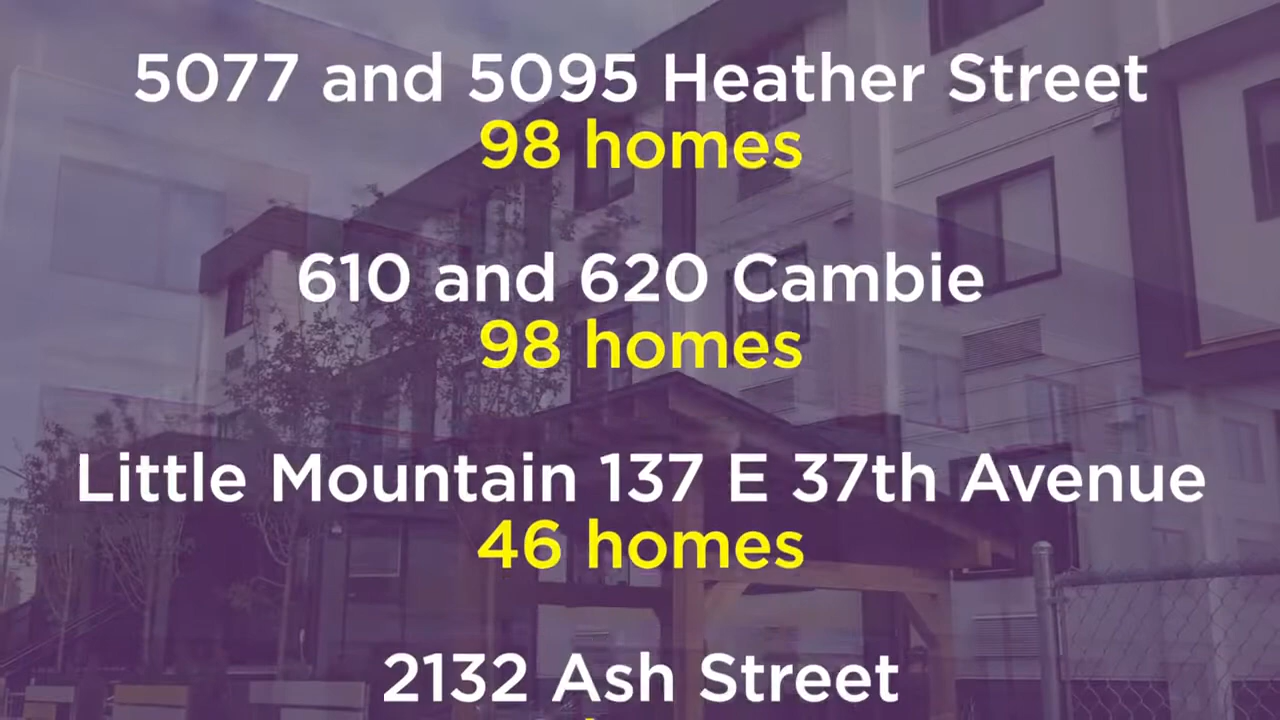 5077 and 5095 Heather Street
98 homes
610 and 620 Cambie
98 homes
Little Mountain 137 E 37th Avenue
46 homes
2132 Ash Street